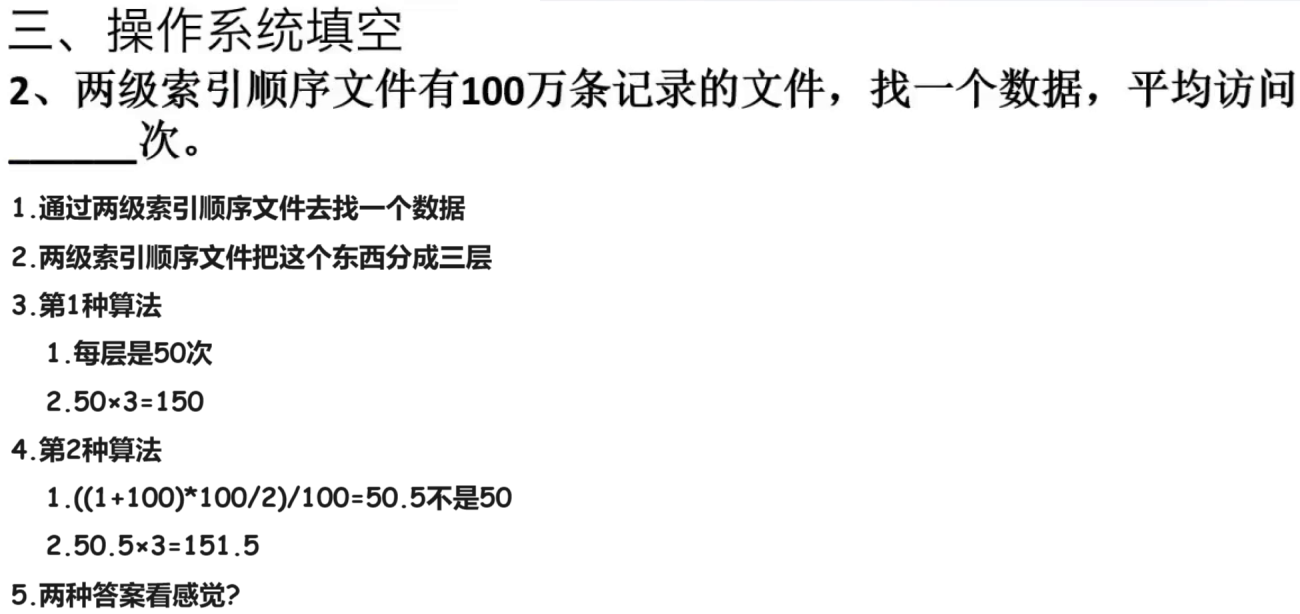 三、操作系统填空
2、两级索引顺序文件有100万条记录的文件，找一个数据，平均访问
______次。
1.通过两级索引顺序文件去找一个数据
2.两级索引顺序文件把这个东西分成三层
3.第1种算法
1.每层是50次
2.50×3=150
4.第2种算法
1.((1+100)*100/2)/100=50.5不是50
2.50.5×3=151.5
5.两种答案看感觉?